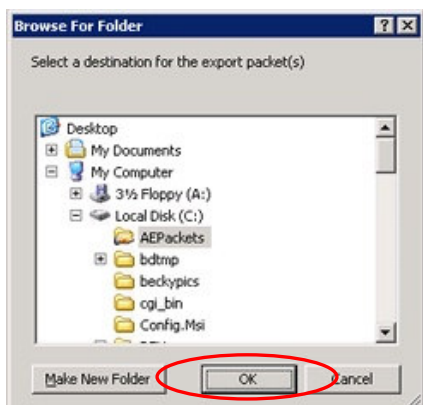 Browse For Folder
Select a destination for the export packet(s)
Desktop
My Documents
My Computer
3½ Floppy (A:)
Local Disk (C:)
AEPackets
bdtmp
beckypics
cgi_bin
Config.Msi
Make New Folder OK Cancel